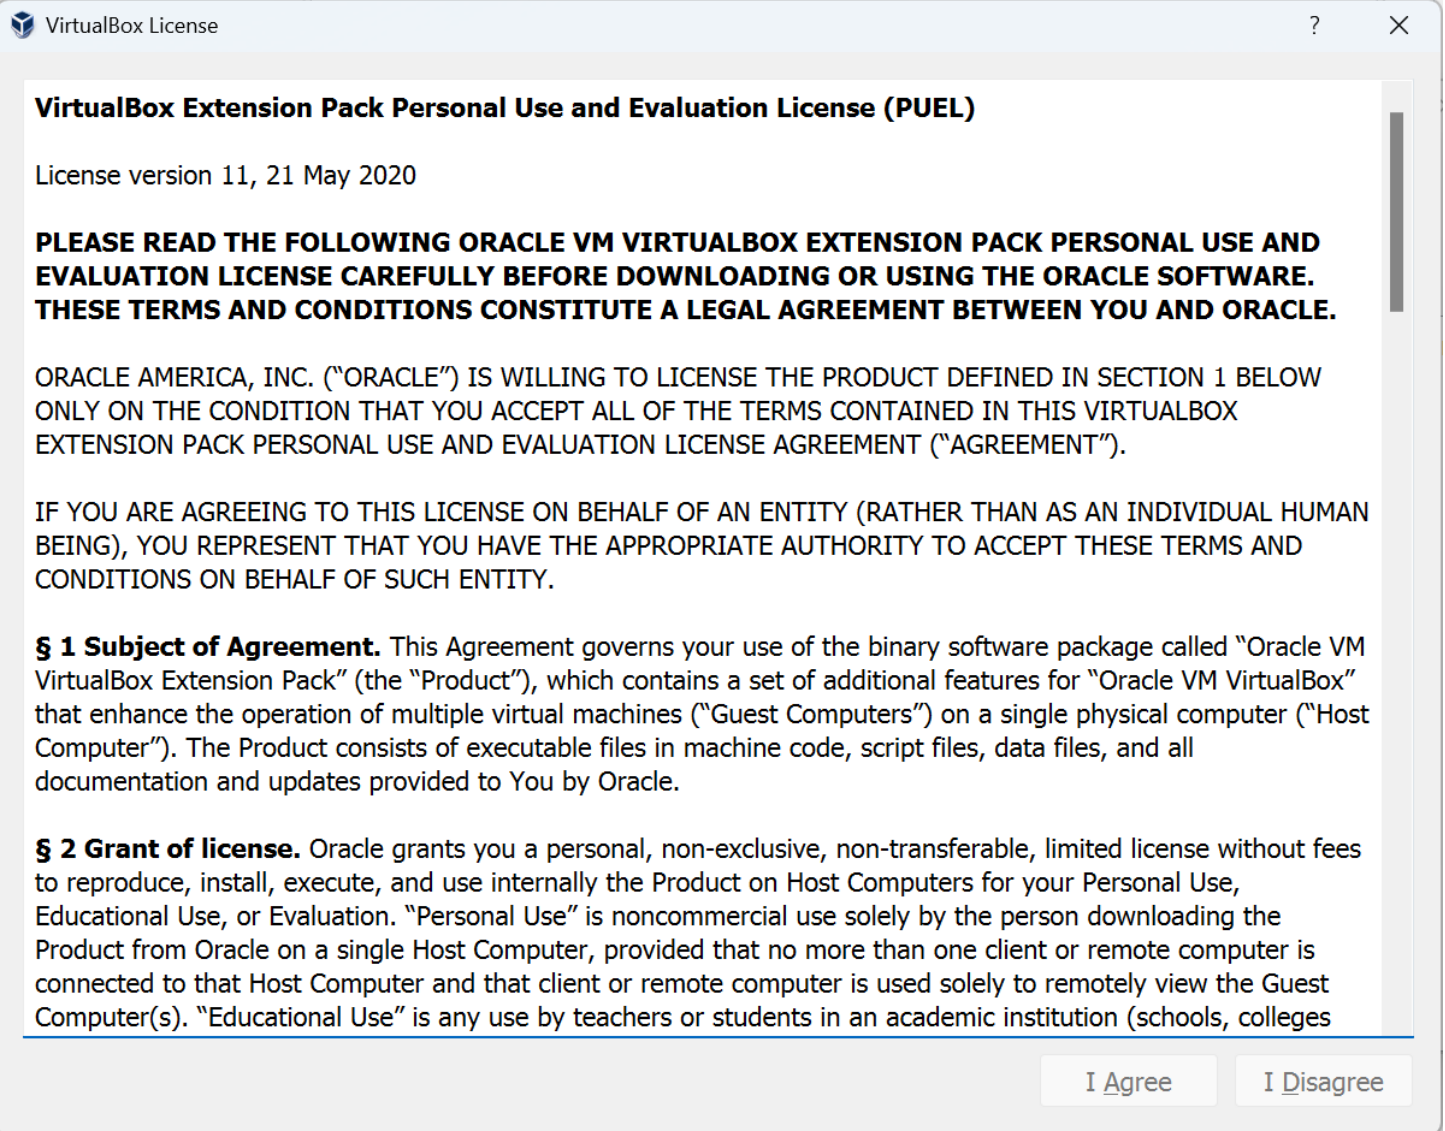 VirtualBox License
?
VirtualBox Extension Pack Personal Use and Evaluation License (PUEL)
License version 11, 21 May 2020
PLEASE READ THE FOLLOWING ORACLE VM VIRTUALBOX EXTENSION PACK PERSONAL USE AND
EVALUATION LICENSE CAREFULLY BEFORE DOWNLOADING OR USING THE ORACLE SOFTWARE.
THESE TERMS AND CONDITIONS CONSTITUTE A LEGAL AGREEMENT BETWEEN YOU AND ORACLE.
ORACLE AMERICA, INC. (“ORACLE”) IS WILLING TO LICENSE THE PRODUCT DEFINED IN SECTION 1 BELOW
ONLY ON THE CONDITION THAT YOU ACCEPT ALL OF THE TERMS CONTAINED IN THIS VIRTUALBOX
EXTENSION PACK PERSONAL USE AND EVALUATION LICENSE AGREEMENT (“AGREEMENT”).
IF YOU ARE AGREEING TO THIS LICENSE ON BEHALF OF AN ENTITY (RATHER THAN AS AN INDIVIDUAL HUMAN
BEING), YOU REPRESENT THAT YOU HAVE THE APPROPRIATE AUTHORITY TO ACCEPT THESE TERMS AND
CONDITIONS ON BEHALF OF SUCH ENTITY.
§ 1 Subject of Agreement. This Agreement governs your use of the binary software package called “Oracle VM
VirtualBox Extension Pack” (the “Product”), which contains a set of additional features for “Oracle VM VirtualBox”
that enhance the operation of multiple virtual machines (“Guest Computers”) on a single physical computer (“Host
Computer”). The Product consists of executable files in machine code, script files, data files, and all
documentation and updates provided to You by Oracle.
§ 2 Grant of license. Oracle grants you a personal, non-exclusive, non-transferable, limited license without fees
to reproduce, install, execute, and use internally the Product on Host Computers for your Personal Use,
Educational Use, or Evaluation. “Personal Use” is noncommercial use solely by the person downloading the
Product from Oracle on a single Host Computer, provided that no more than one client or remote computer is
connected to that Host Computer and that client or remote computer is used solely to remotely view the Guest
Computer(s). “Educational Use” is any use by teachers or students in an academic institution (schools, colleges
I Agree
I Disagree